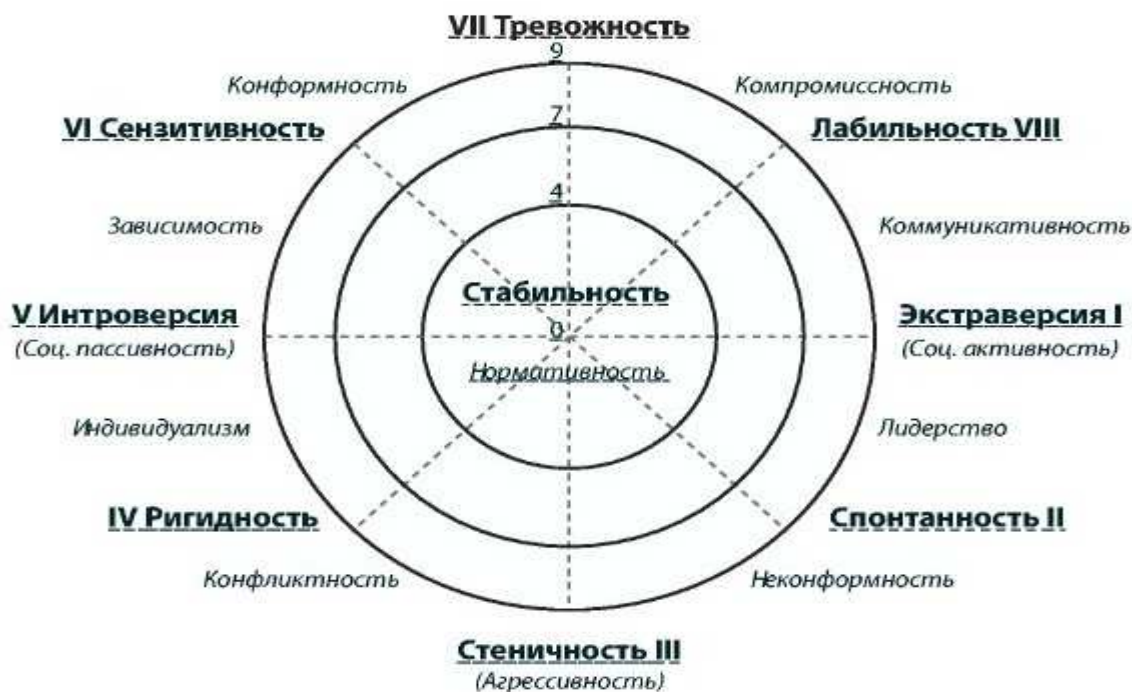 VII Тревожность
9
Конформность
Компромиссность
VI Сензитивность
7
Лабильность VIII
4
Зависимость
Коммуникативность
Стабильность
V Интроверсия
0
Экстраверсия I
(Соц. пассивность)
(Соц. активность)
Нормативность
Индивидуализм
Лидерство
IV Ригидность
Спонтанность II
Конфликтность
Неконформность
Стеничность III
(Агрессивность)